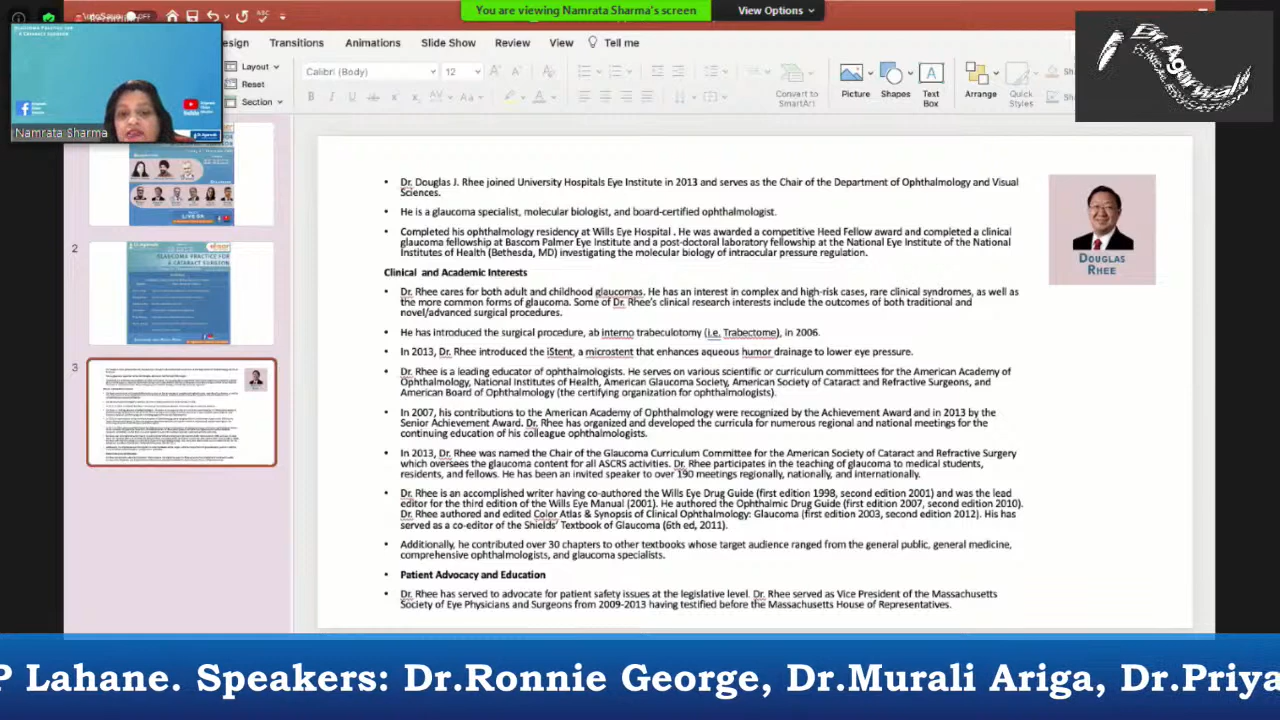 You are viewing Namrata Sharma's screen
View Options
OFF
esign
Transitions
Animations
Slide Show
Review
View
Tell me
Layout
Reset
Section
Calibri (Body)
12
Convert to
SmartArt
Picture
Shapes
Text
Box
Arrange
Quick
Styles
Namrata Sharma
2
3
GLAUCOMA PRACTICE FOR
A CATARACT SURGEON
• Dr. Douglas J. Rhee joined University Hospitals Eye Institute in 2013 and serves as the Chair of the Department of Ophthalmology and Visual
Sciences.
• He is a glaucoma specialist, molecular biologist, and board-certified ophthalmologist.
• Completed his ophthalmology residency at Wills Eye Hospital . He was awarded a competitive Heed Fellow award and completed a clinical
glaucoma fellowship at Bascom Palmer Eye Institute and a post-doctoral laboratory fellowship at the National Eye Institute of the National
Institutes of Health (Bethesda, MD) investigating the molecular biology of intraocular pressure regulation.
Clinical and Academic Interests
• Dr. Rhee cares for both adult and childhood glaucomas. He has an interest in complex and high-risk cases, rare clinical syndromes, as well as
the more common forms of glaucoma. Some of Dr. Rhee's clinical research interests include the outcomes of both traditional and
novel/advanced surgical procedures.
• He has introduced the surgical procedure, ab interno trabeculotomy (i.e. Trabectome), in 2006.
• In 2013, Dr. Rhee introduced the iStent, a microstent that enhances aqueous humor drainage to lower eye pressure.
• Dr. Rhee is a leading educator of ophthalmologists. He serves on various scientific or curriculum committees for the American Academy of
Ophthalmology, National Institutes of Health, American Glaucoma Society, American Society of Cataract and Refractive Surgeons, and
American Board of Ophthalmology (the certifying organization for ophthalmologists).
• In 2007, his contributions to the American Academy of Ophthalmology were recognized by the Achievement Award and in 2013 by the
Senior Achievement Award. Dr. Rhee has organized and developed the curricula for numerous regional and national meetings for the
continuing education of his colleague ophthalmologists.
• In 2013, Dr. Rhee was named the Chair of the Glaucoma Curriculum Committee for the American Society of Cataract and Refractive Surgery
which oversees the glaucoma content for all ASCRS activities. Dr. Rhee participates in the teaching of glaucoma to medical students,
residents, and fellows. He has been an invited speaker to over 190 meetings regionally, nationally, and internationally.
• Dr. Rhee is an accomplished writer having co-authored the Wills Eye Drug Guide (first edition 1998, second edition 2001) and was the lead
editor for the third edition of the Wills Eye Manual (2001). He authored the Ophthalmic Drug Guide (first edition 2007, second edition 2010).
Dr. Rhee authored and edited Color Atlas & Synopsis of Clinical Ophthalmology: Glaucoma (first edition 2003, second edition 2012). His has
served as a co-editor of the Shields' Textbook of Glaucoma (6th ed, 2011).
• Additionally, he contributed over 30 chapters to other textbooks whose target audience ranged from the general public, general medicine,
comprehensive ophthalmologists, and glaucoma specialists.
• Patient Advocacy and Education
• Dr. Rhee has served to advocate for patient safety issues at the legislative level. Dr. Rhee served as Vice President of the Massachusetts
Society of Eye Physicians and Surgeons from 2009-2013 having testified before the Massachusetts House of Representatives.
DOUGLAS
RHEE
P Lahane. Speakers: Dr.Ronnie George, Dr.Murali Ariga, Dr.Priya